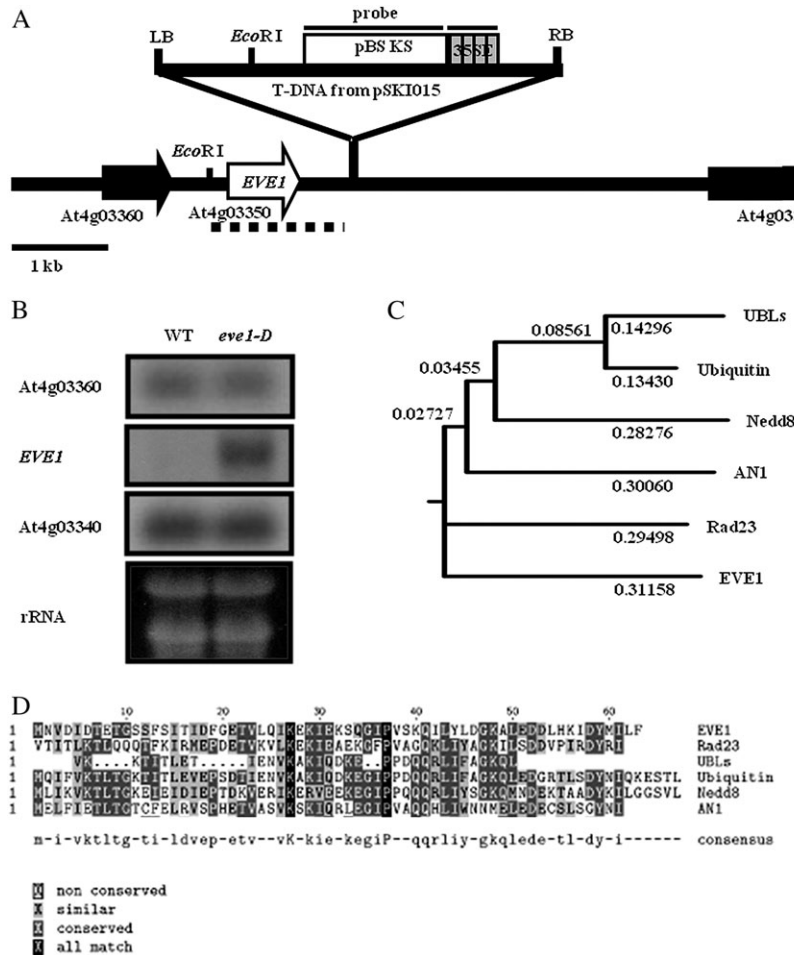 A
probe
LB
EcoRI
pBS KS
35SE
RB
T-DNA from pSKI015
EcoRI
EVE1
At4g03360
At4g03350
At4g03
1 kb
B
WT eve1-D
At4g03360
EVE1
At4g03340
rRNA
C
0.08561
0.14296
UBLs
0.03455
0.13430
Ubiquitin
0.02727
0.28276
Nedd8
0.30060
AN1
0.29498
Rad23
0.31158
EVE1
D
10 20 30 40 50 60
1 MNVDIDTETGSSFSITIDFGETVLQIKEKIEKSQGIPVSKQILYLDGKALEDDLHKIDYMILF EVE1
1 VTITLKTLQQQTFKIRMEPDETVKVLKEKIEAEKGFPVAGQKLIYAGKILSDDVPIRDYRI Rad23
1 VK....KTITLET.....IENVKAKIQDKE..PPDQQRLIFAGKQL UBLs
1 MQIFVKTLTGKTITLEVEPSDTIENVKAKIQDKEGIPPDQQRLIFAGKQLEDGRTLSDYNIQKESTL Ubiquitin
1 MLIKVKTLTGKEIEIDIEPTDKVERIKERVEEKEGIPPVQQRLIYSGKQMNDEKTAADYKILGGSVL Nedd8
1 MELFIETLTGTCFELRVSPHETVASVKSKIQRLEGIPVAQQHLIWNNMELEDECSLSGYNI AN1
m-i-vktltg-ti-ldvep-etv--vK-kie-kegiP--qqrliy-gkqlede-tl-dy-i------ consensus
X non conserved
X similar
X conserved
X all match